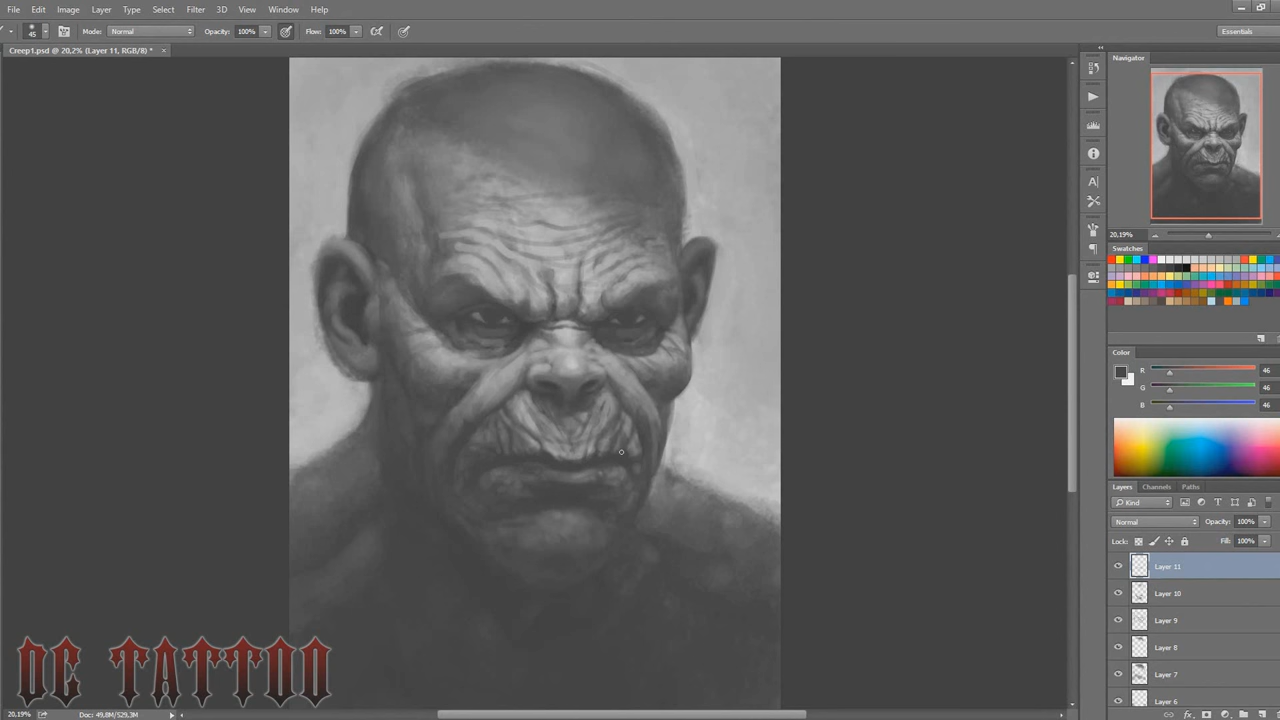 File Edit Image Layer Type Select Filter 3D View Window Help
45 Mode: Normal Opacity: 100% Flow: 100% Essentials
Creep1.psd @ 20,2% (Layer 11, RGB/8) * ×
Navigator
20,19%
Swatches
Color
R 46
G 46
B 46
Layers Channels Paths
Kind
Normal Opacity: 100%
Lock: Fill: 100%
Layer 11
Layer 10
Layer 9
Layer 8
Layer 7
Layer 6
DC TATTOO
20,19% Doc: 49,8M/529,3M